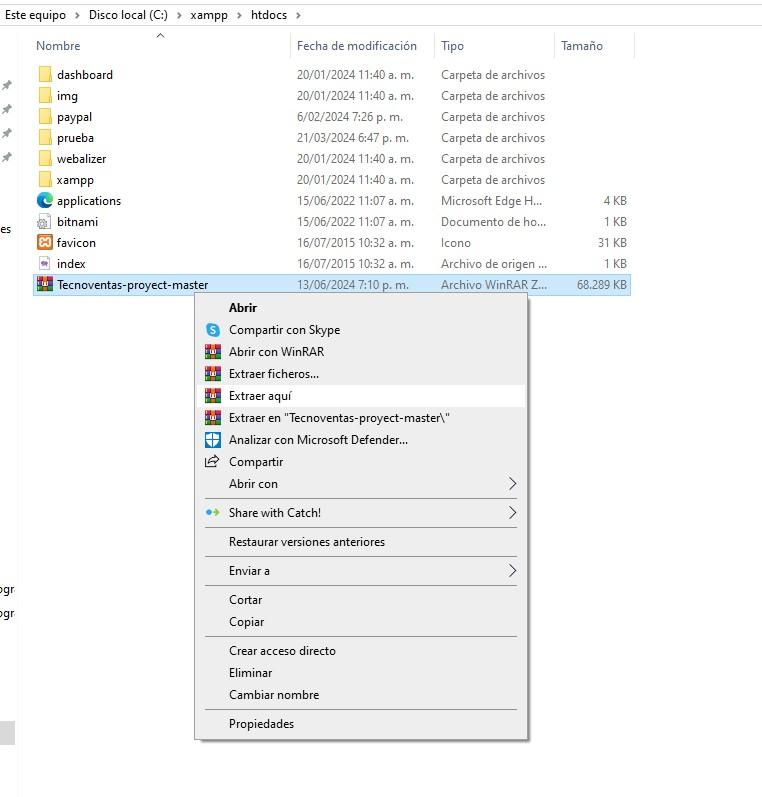 Este equipo > Disco local (C:) > xampp > htdocs >
Nombre Fecha de modificación Tipo Tamaño
dashboard 20/01/2024 11:40 a. m. Carpeta de archivos
img 20/01/2024 11:40 a. m. Carpeta de archivos
paypal 6/02/2024 7:26 p. m. Carpeta de archivos
prueba 21/03/2024 6:47 p. m. Carpeta de archivos
webalizer 20/01/2024 11:40 a. m. Carpeta de archivos
xampp 20/01/2024 11:40 a. m. Carpeta de archivos
applications 15/06/2022 11:07 a. m. Microsoft Edge H... 4 KB
bitnami 15/06/2022 11:07 a. m. Documento de ho... 1 KB
favicon 16/07/2015 10:32 a. m. Icono 31 KB
index 16/07/2015 10:32 a. m. Archivo de origen ... 1 KB
Tecnoventas-proyect-master 13/06/2024 7:10 p. m. Archivo WinRAR Z... 68.289 KB
Abrir
Compartir con Skype
Abrir con WinRAR
Extraer ficheros...
Extraer aquí
Extraer en "Tecnoventas-proyect-master\"
Analizar con Microsoft Defender...
Compartir
Abrir con
Share with Catch!
Restaurar versiones anteriores
Enviar a
Cortar
Copiar
Crear acceso directo
Eliminar
Cambiar nombre
Propiedades
es
ogr
ogr